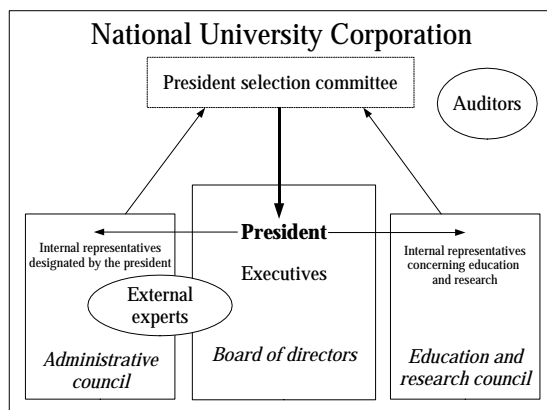 National University Corporation
President selection committee
Auditors
Internal representatives
designated by the president
President
Executives
Internal representatives
concerning education
and research
External
experts
Administrative
council
Board of directors
Education and
research council